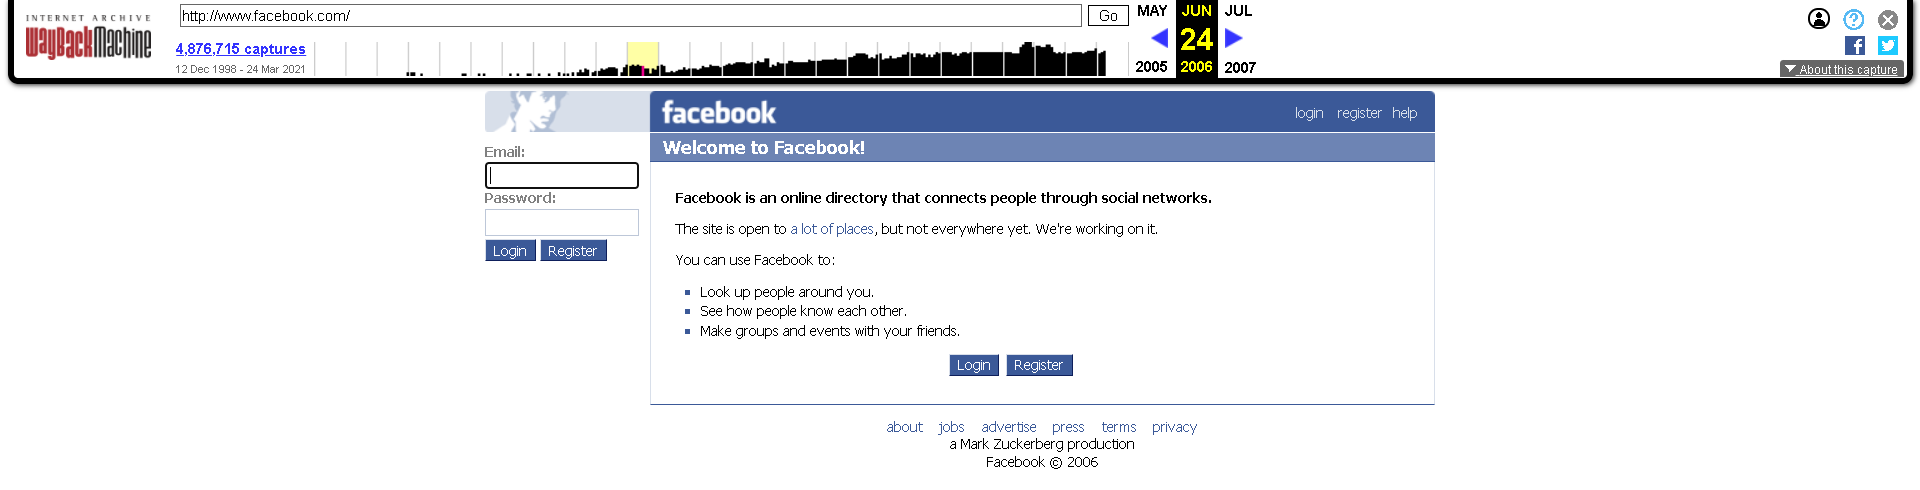 INTERNET ARCHIVE
WayBackMachine
http://www.facebook.com/
Go
4,876,715 captures
12 Dec 1998 - 24 Mar 2021
MAY JUN JUL
24
2005 2006 2007
About this capture
facebook
login register help
Email:
Password:
Login Register
Welcome to Facebook!
Facebook is an online directory that connects people through social networks.
The site is open to a lot of places, but not everywhere yet. We're working on it.
You can use Facebook to:
Look up people around you.
See how people know each other.
Make groups and events with your friends.
Login Register
about jobs advertise press terms privacy
a Mark Zuckerberg production
Facebook © 2006